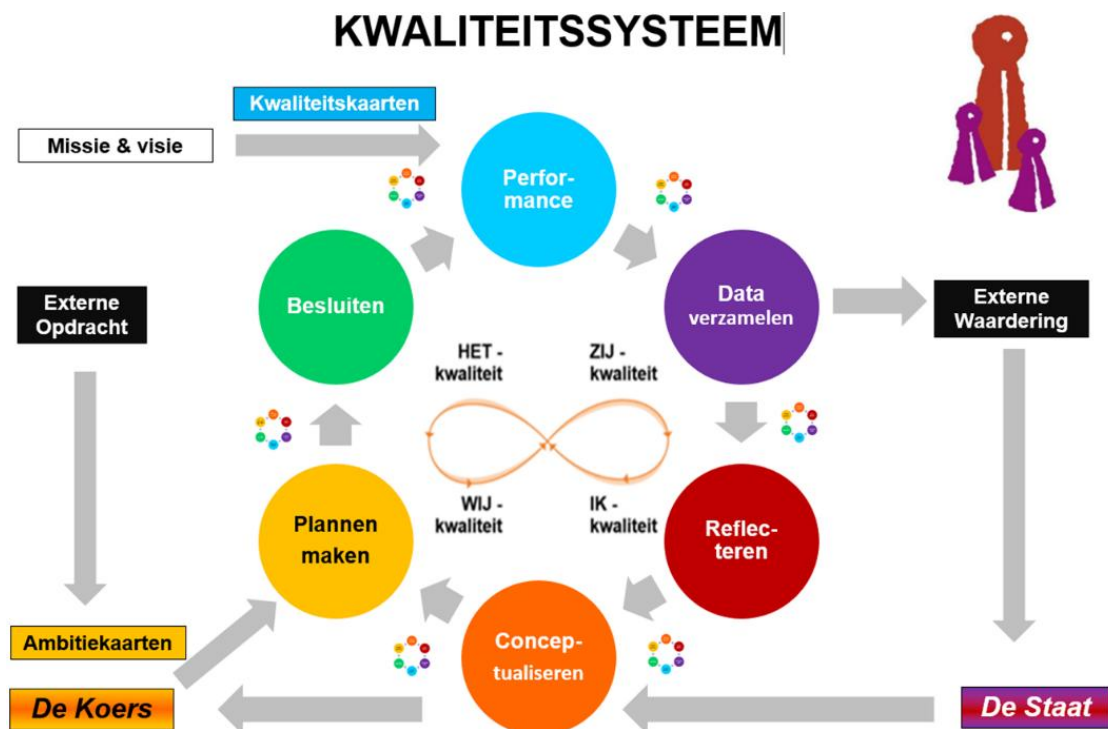 KWALITEITSSYSTEEM
Kwaliteitskaarten
Missie & visie
Perfor-
mance
Besluiten
Data
verzamelen
Externe
Opdracht
Externe
Waardering
HET -
kwaliteit
ZIJ -
kwaliteit
WIJ -
kwaliteit
IK -
kwaliteit
Plannen
maken
Reflec-
teren
Concep-
tualiseren
Ambitiekaarten
De Koers
De Staat